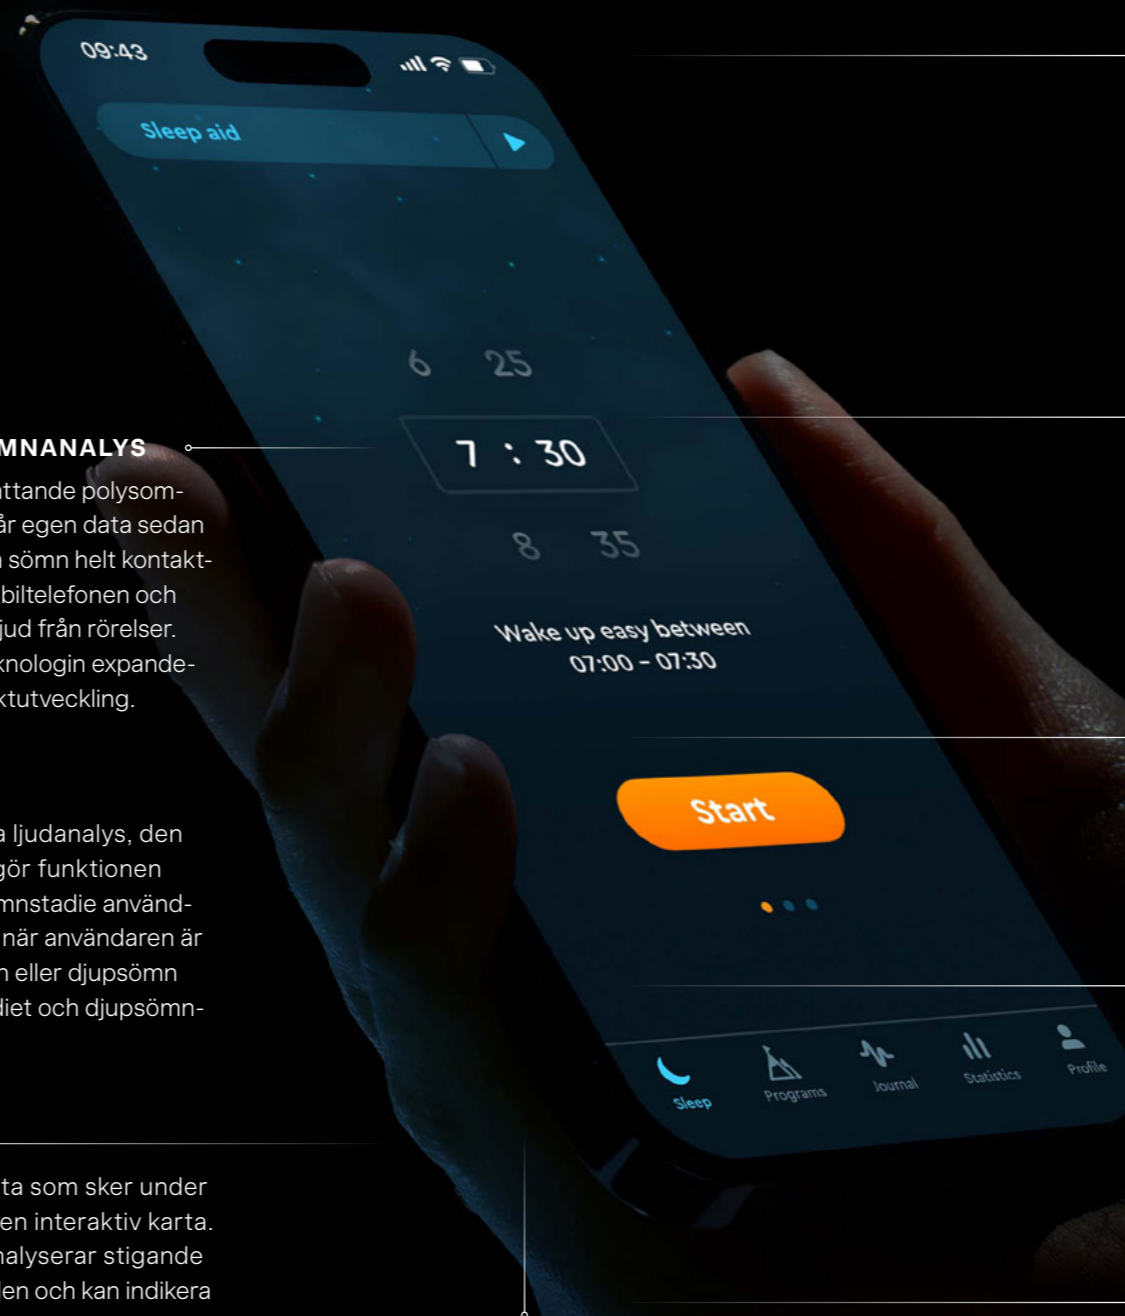 09:43
Sleep aid
6 25
7 : 30
8 35
Wake up easy between
07:00 – 07:30
Start
Sleep
Programs
Journal
Statistics
Profile
MNANALYS
ttande polysom-
år egen data sedan
sömn helt kontakt-
biltelefonen och
jud från rörelser.
knologin expande-
ktutveckling.
ljudanalys, den
gör funktionen
mnstadie använd-
när användaren är
eller djupsömn
diet och djupsömn-
ta som sker under
en interaktiv karta.
nalyserar stigande
den och kan indikera